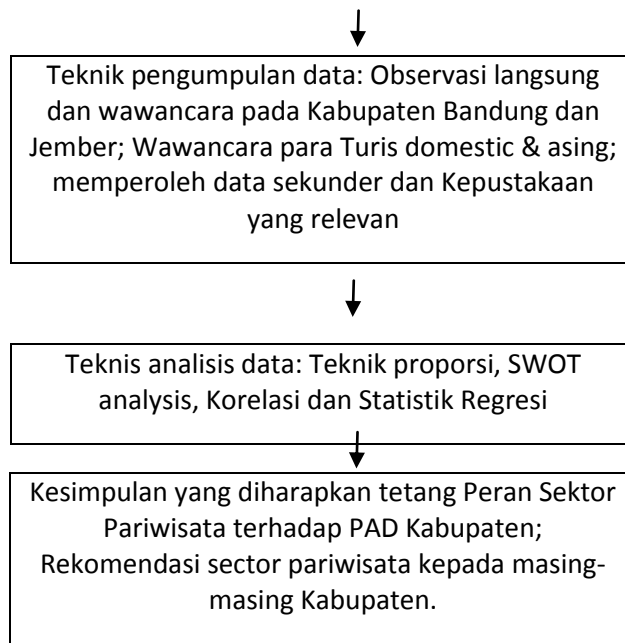 Teknik pengumpulan data: Observasi langsung
dan wawancara pada Kabupaten Bandung dan
Jember; Wawancara para Turis domestic & asing;
memperoleh data sekunder dan Kepustakaan
yang relevan
Teknis analisis data: Teknik proporsi, SWOT
analysis, Korelasi dan Statistik Regresi
Kesimpulan yang diharapkan tetang Peran Sektor
Pariwisata terhadap PAD Kabupaten;
Rekomendasi sector pariwisata kepada masing-
masing Kabupaten.